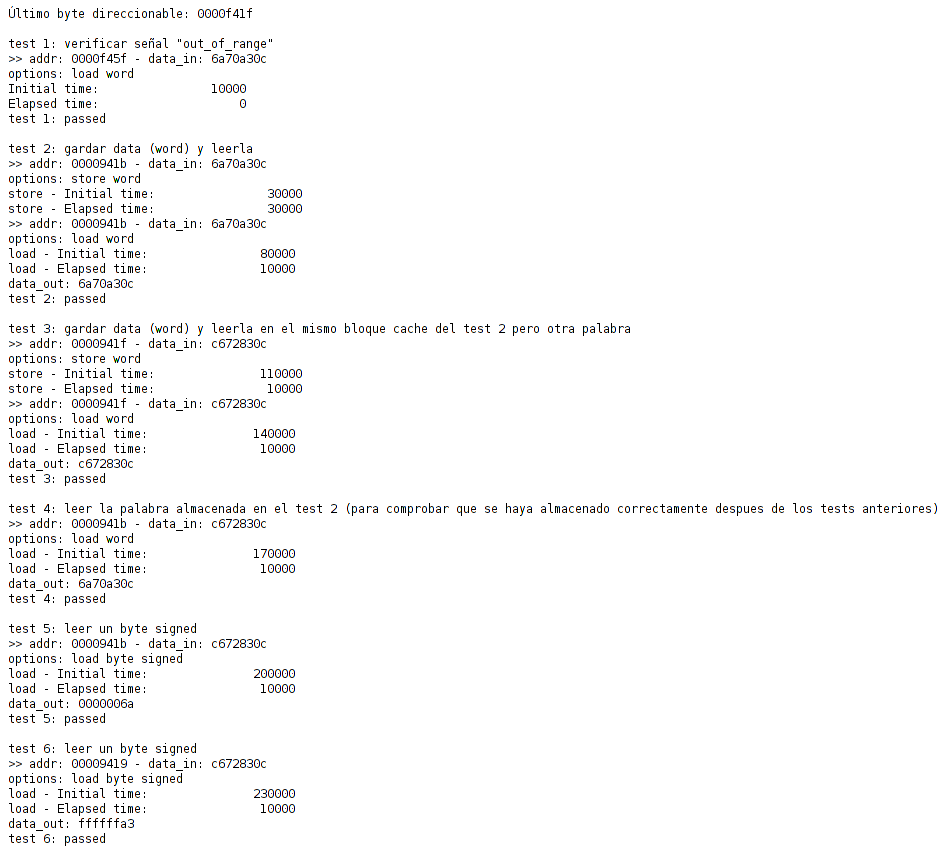 Último byte direccionable: 0000f41f
test 1: verificar señal "out_of_range"
>> addr: 0000f45f - data_in: 6a70a30c
options: load word
Initial time: 10000
Elapsed time: 0
test 1: passed
test 2: gardar data (word) y leerla
>> addr: 0000941b - data_in: 6a70a30c
options: store word
store - Initial time: 30000
store - Elapsed time: 30000
>> addr: 0000941b - data_in: 6a70a30c
options: load word
load - Initial time: 80000
load - Elapsed time: 10000
data_out: 6a70a30c
test 2: passed
test 3: gardar data (word) y leerla en el mismo bloque cache del test 2 pero otra palabra
>> addr: 0000941f - data_in: c672830c
options: store word
store - Initial time: 110000
store - Elapsed time: 10000
>> addr: 0000941f - data_in: c672830c
options: load word
load - Initial time: 140000
load - Elapsed time: 10000
data_out: c672830c
test 3: passed
test 4: leer la palabra almacenada en el test 2 (para comprobar que se haya almacenado correctamente despues de los tests anteriores)
>> addr: 0000941b - data_in: c672830c
options: load word
load - Initial time: 170000
load - Elapsed time: 10000
data_out: 6a70a30c
test 4: passed
test 5: leer un byte signed
>> addr: 0000941b - data_in: c672830c
options: load byte signed
load - Initial time: 200000
load - Elapsed time: 10000
data_out: 0000006a
test 5: passed
test 6: leer un byte signed
>> addr: 00009419 - data_in: c672830c
options: load byte signed
load - Initial time: 230000
load - Elapsed time: 10000
data_out: ffffffa3
test 6: passed